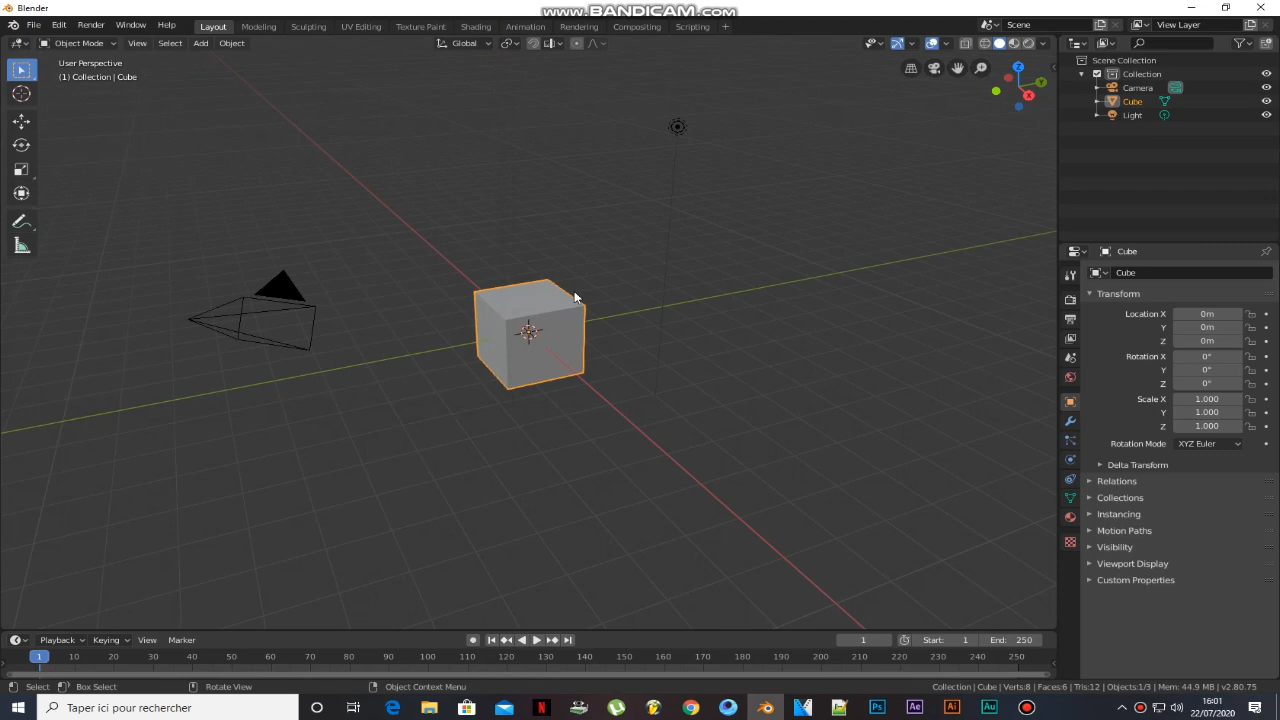 Blender
www.BANDICAM.com
File Edit Render Window Help
Layout Modeling Sculpting UV Editing Texture Paint Shading Animation Rendering Compositing Scripting +
Scene
View Layer
Object Mode View Select Add Object
Global
User Perspective
(1) Collection | Cube
Z
Y
X
Scene Collection
Collection
Camera
Cube
Light
Cube
Cube
Transform
Location X 0m
Y 0m
Z 0m
Rotation X 0°
Y 0°
Z 0°
Scale X 1.000
Y 1.000
Z 1.000
Rotation Mode XYZ Euler
Delta Transform
Relations
Collections
Instancing
Motion Paths
Visibility
Viewport Display
Custom Properties
Playback Keying View Marker
1
Start: 1 End: 250
1 10 20 30 40 50 60 70 80 90 100 110 120 130 140 150 160 170 180 190 200 210 220 230 240 250
Select Box Select Rotate View Object Context Menu
Collection | Cube | Verts:8 | Faces:6 | Tris:12 | Objects:1/3 | Mem: 44.9 MB | v2.80.75
Taper ici pour rechercher
N
Ps
Ae
Ai
Au
16:01
22/07/2020